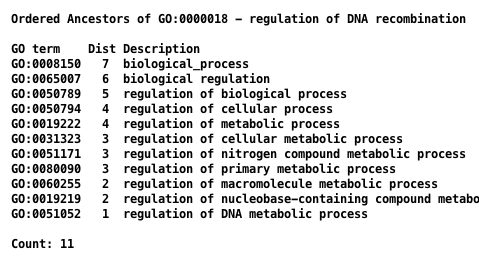 Ordered Ancestors of GO:0000018 - regulation of DNA recombination
GO term Dist Description
GO:0008150 7 biological_process
GO:0065007 6 biological regulation
GO:0050789 5 regulation of biological process
GO:0050794 4 regulation of cellular process
GO:0019222 4 regulation of metabolic process
GO:0031323 3 regulation of cellular metabolic process
GO:0051171 3 regulation of nitrogen compound metabolic process
GO:0080090 3 regulation of primary metabolic process
GO:0060255 2 regulation of macromolecule metabolic process
GO:0019219 2 regulation of nucleobase-containing compound metabo
GO:0051052 1 regulation of DNA metabolic process
Count: 11